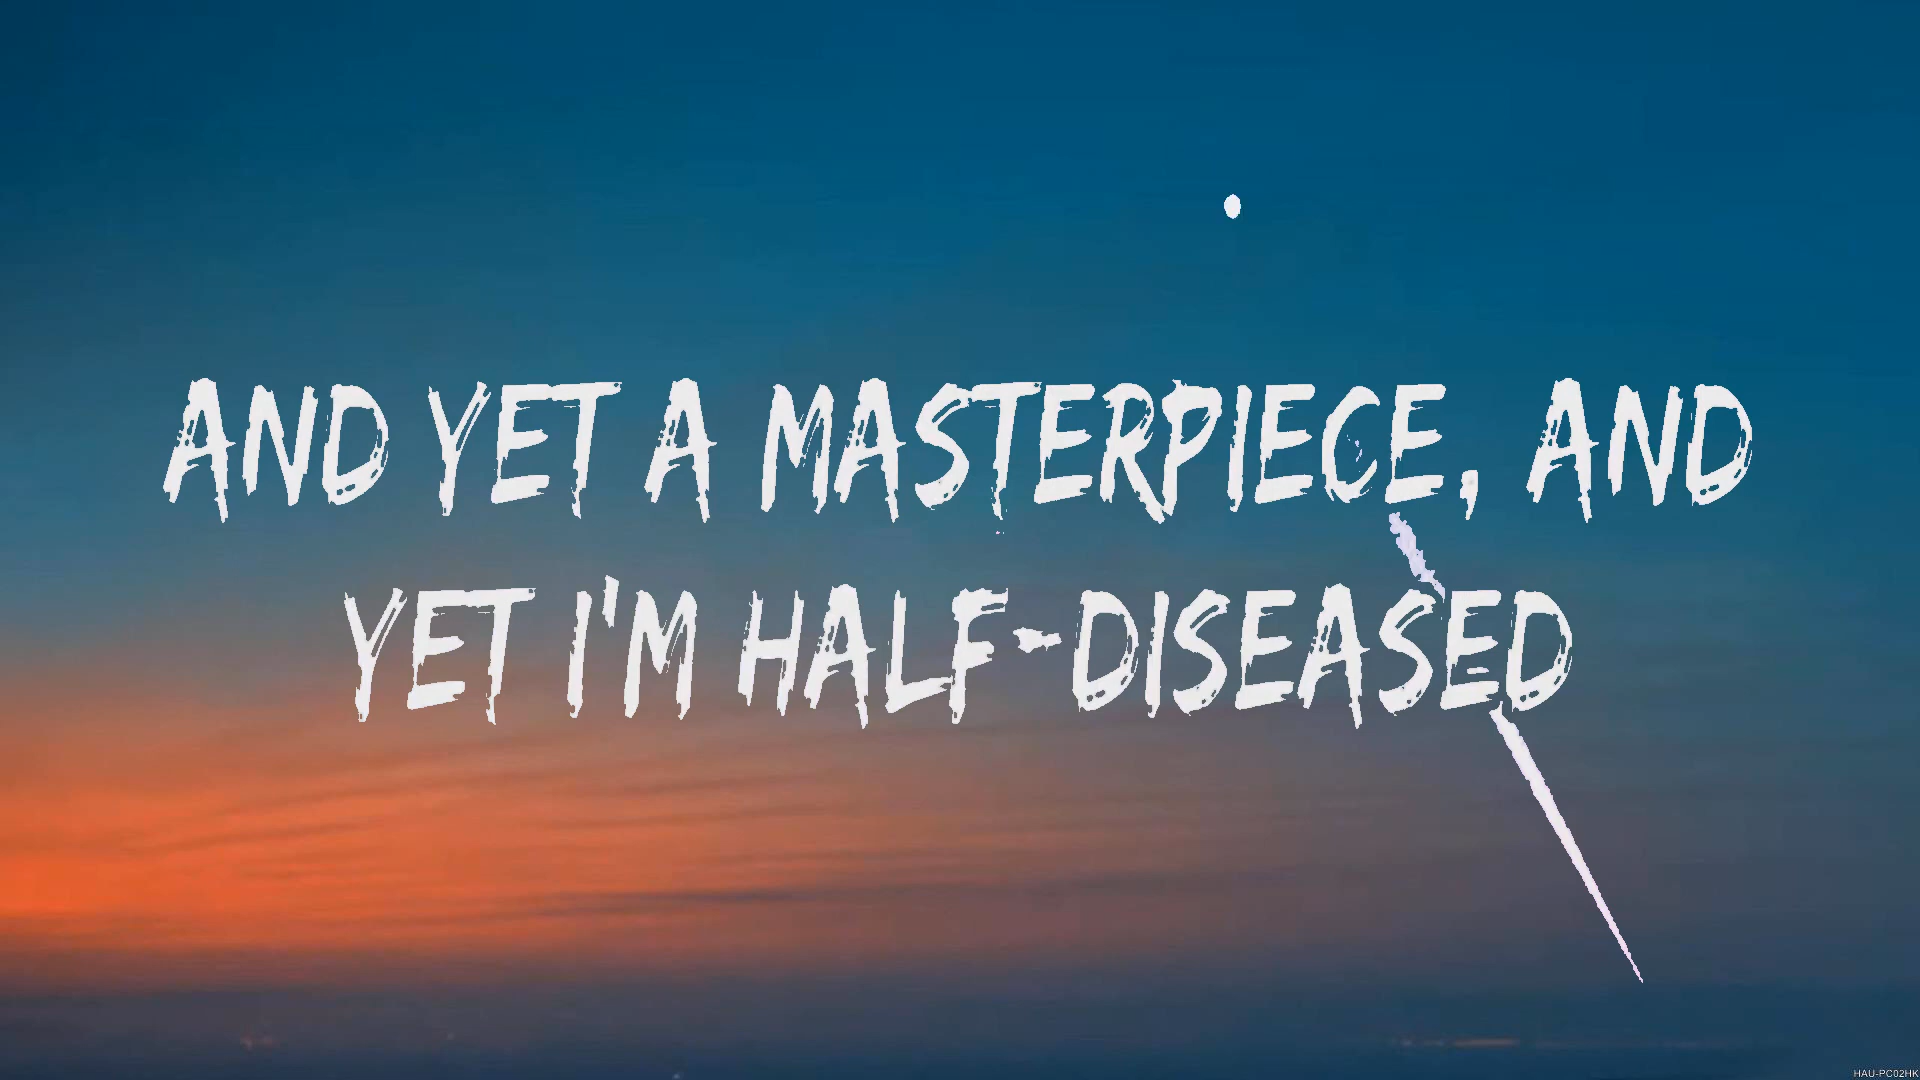 AND YET A MASTERPIECE, AND
YET I'M HALF-DISEASED
HAU-PC02HK